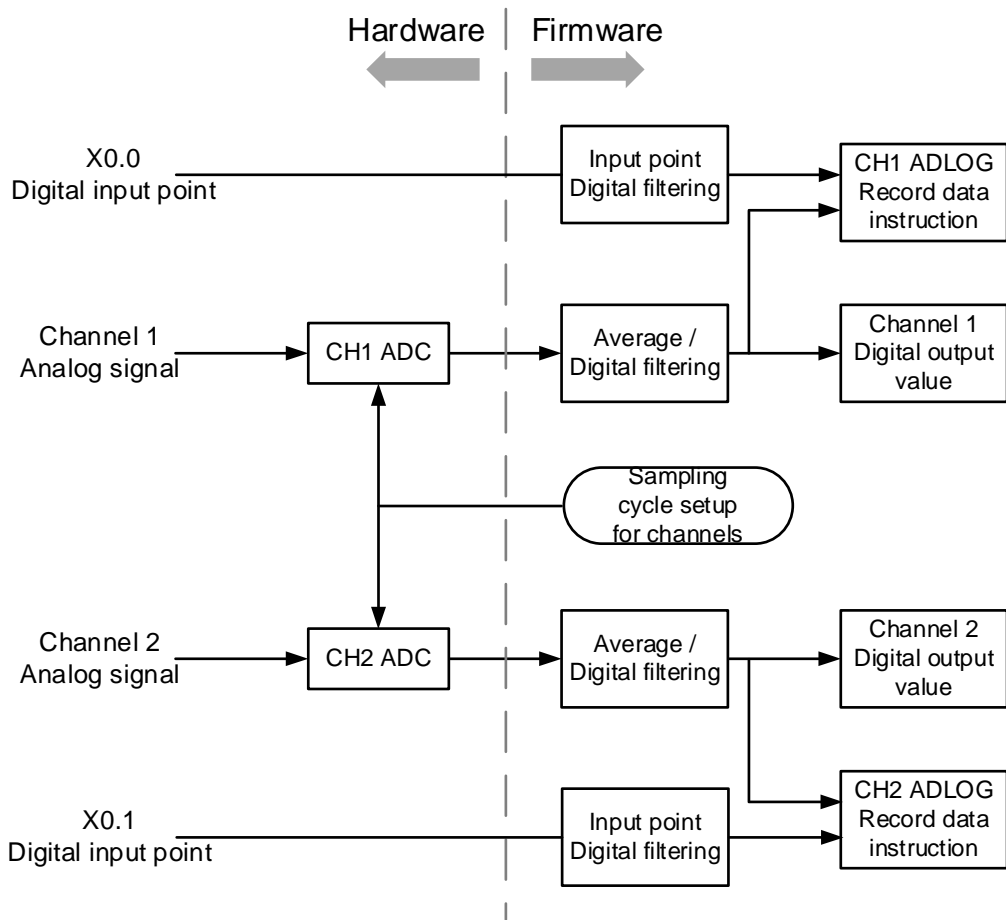 Hardware
Firmware
X0.0
Digital input point
Input point
Digital filtering
CH1 ADLOG
Record data
instruction
Channel 1
Analog signal
CH1 ADC
Average /
Digital filtering
Channel 1
Digital output
value
Sampling
cycle setup
for channels
Channel 2
Analog signal
CH2 ADC
Average /
Digital filtering
Channel 2
Digital output
value
X0.1
Digital input point
Input point
Digital filtering
CH2 ADLOG
Record data
instruction